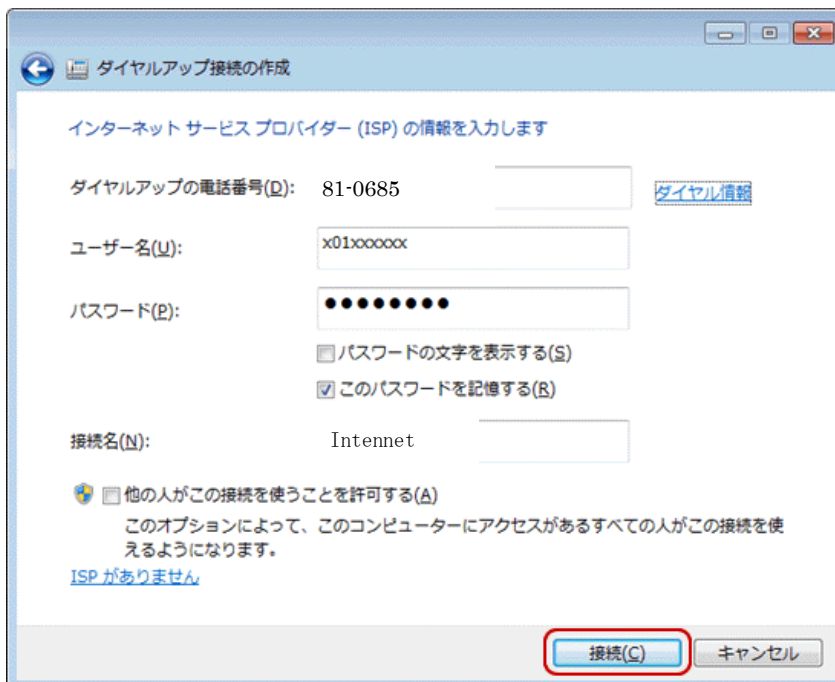 ダイヤルアップ接続の作成
インターネット サービス プロバイダー (ISP) の情報を入力します
ダイヤルアップの電話番号(D): 81-0685 ダイヤル情報
ユーザー名(U): x01xxxxxx
パスワード(P): ●●●●●●●●
パスワードの文字を表示する(S)
このパスワードを記憶する(R)
接続名(N): Intennet
他の人がこの接続を使うことを許可する(A)
このオプションによって、このコンピューターにアクセスがあるすべての人がこの接続を使
えるようになります。
ISP がありません
接続(C) キャンセル